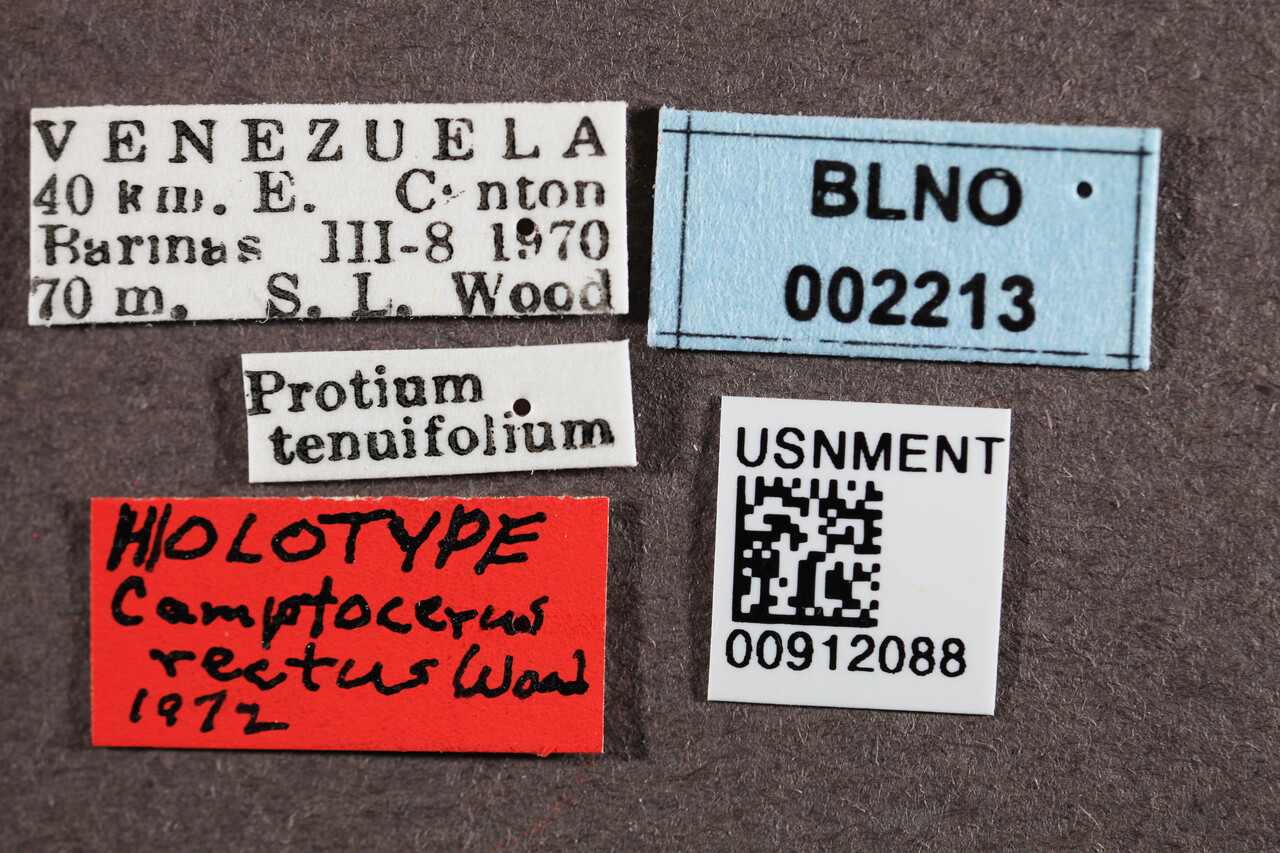 VENEZUELA
40 km. E. Canton
Barinas III-8 1970
70 m. S. L. Wood
BLNO
002213
Protium
tenuifolium
HOLOTYPE
Camptocerus
rectus Wood
1972
USNMENT
00912088